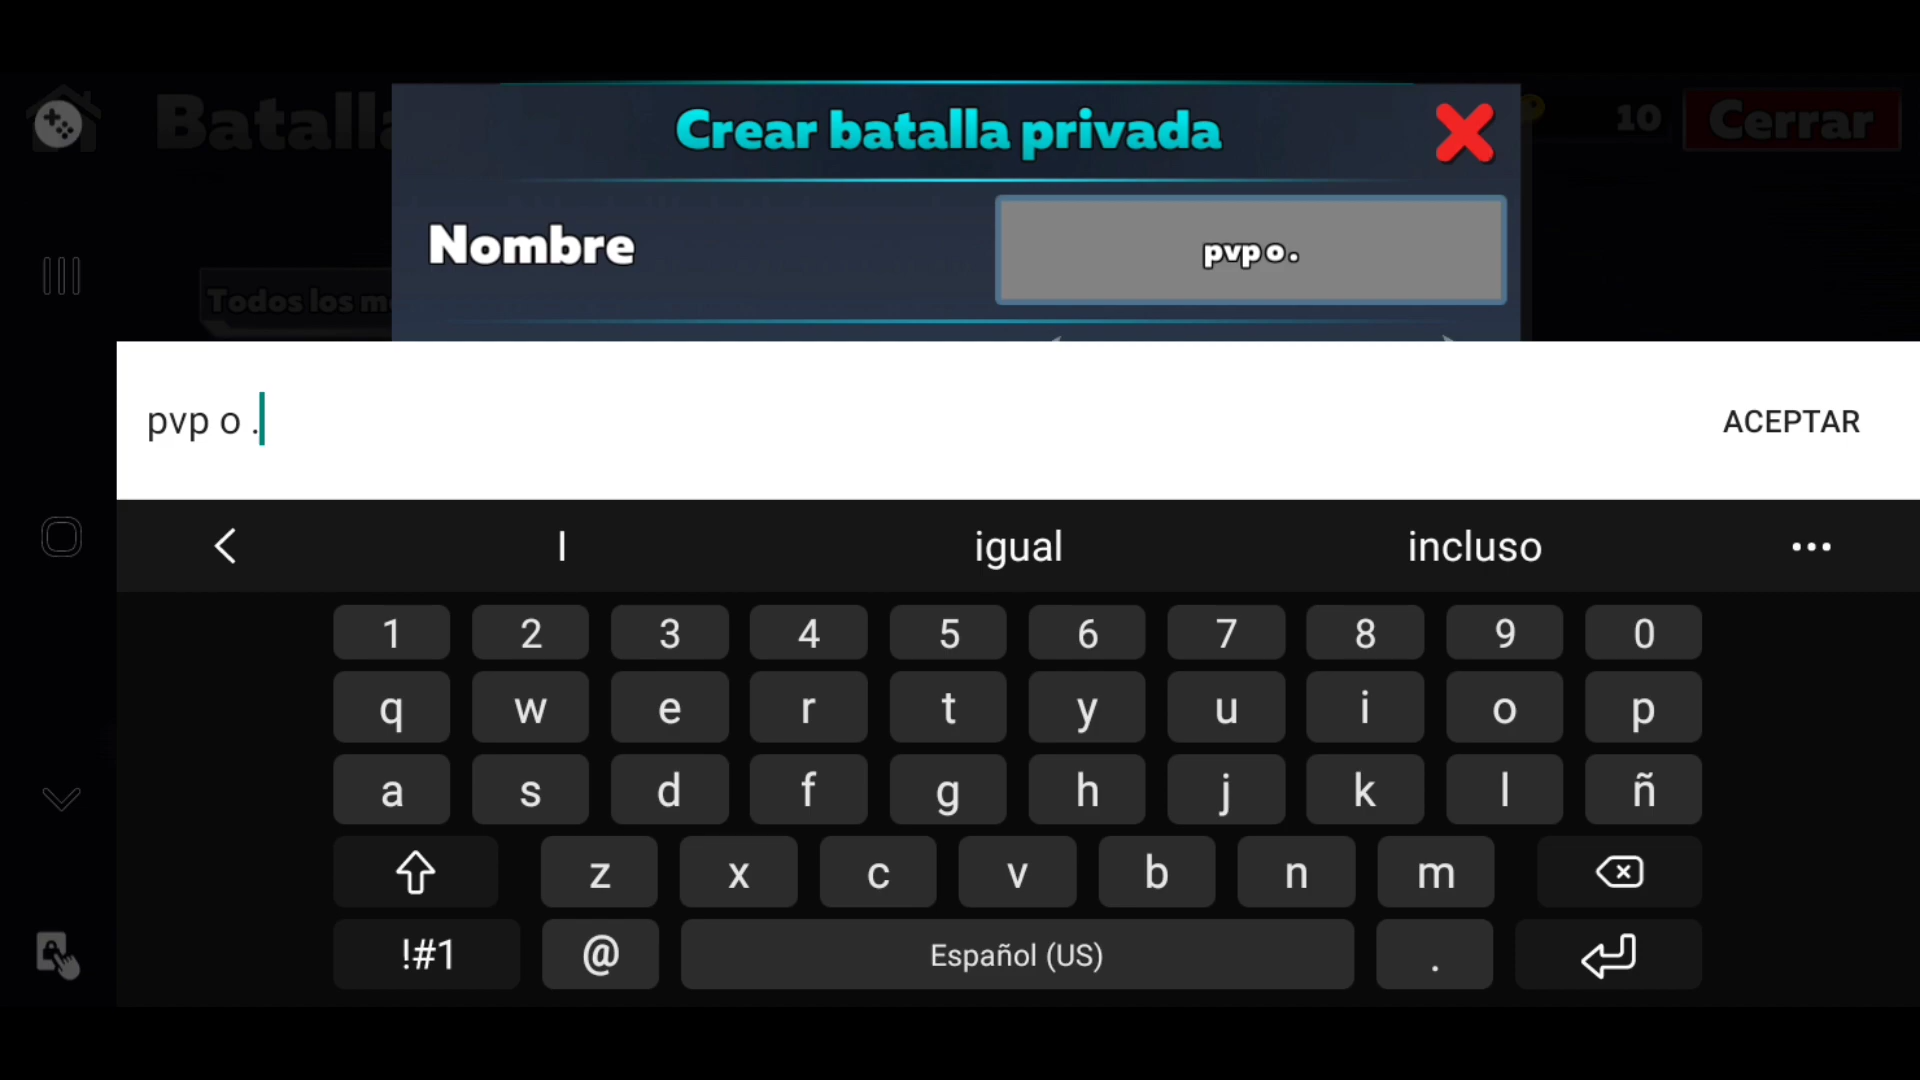 Batalla
Crear batalla privada
10
Cerrar
Nombre
pvp o .
Todos los m
pvp o .
ACEPTAR
I igual incluso
1 2 3 4 5 6 7 8 9 0
q w e r t y u i o p
a s d f g h j k l ñ
z x c v b n m
!#1 @ Español (US) .